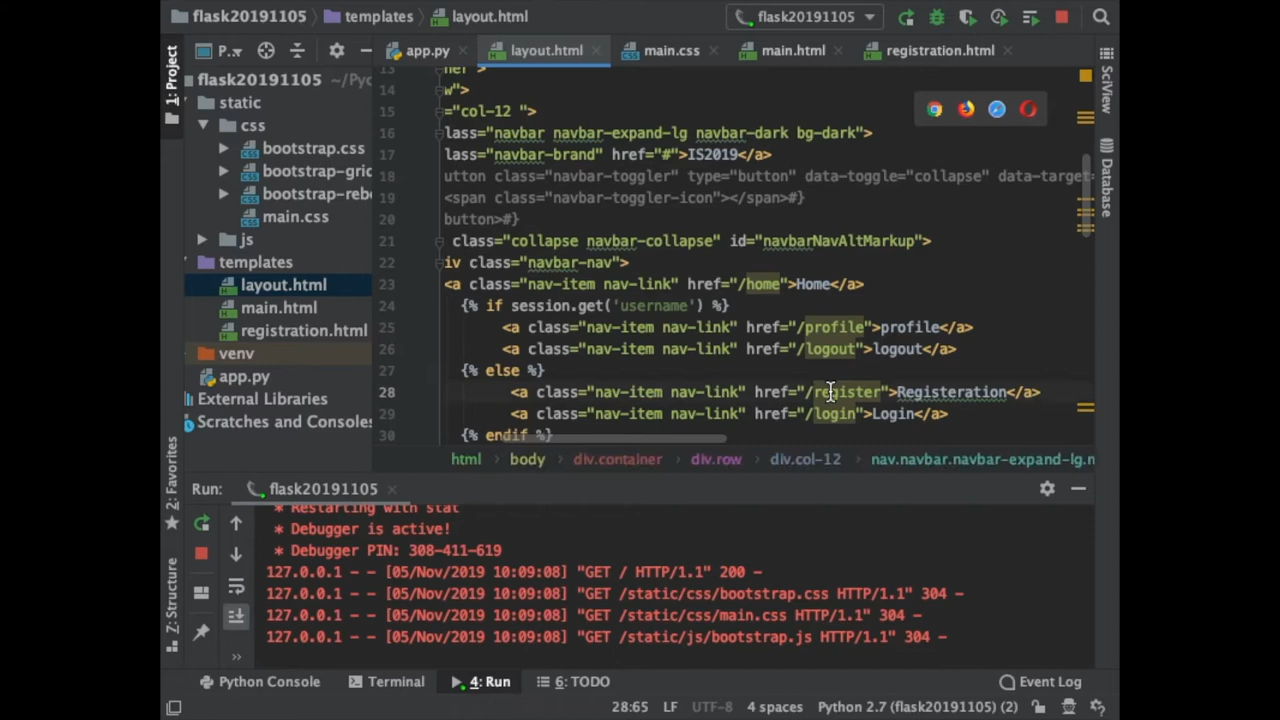 flask20191105 templates layout.html flask20191105
1: Project
P..
app.py layout.html main.css main.html registration.html
flask20191105 ~/Pyc
static
css
bootstrap.css
bootstrap-grid
bootstrap-rebo
main.css
js
templates
layout.html
main.html
registration.html
venv
app.py
External Libraries
Scratches and Consoles
14 w">
15 ="col-12 ">
16 lass="navbar navbar-expand-lg navbar-dark bg-dark">
17 lass="navbar-brand" href="#">IS2019</a>
18 utton class="navbar-toggler" type="button" data-toggle="collapse" data-target=
19 <span class="navbar-toggler-icon"></span>#}
20 button>#}
21 class="collapse navbar-collapse" id="navbarNavAltMarkup">
22 iv class="navbar-nav">
23 <a class="nav-item nav-link" href="/home">Home</a>
24 {% if session.get('username') %}
25 <a class="nav-item nav-link" href="/profile">profile</a>
26 <a class="nav-item nav-link" href="/logout">logout</a>
27 {% else %}
28 <a class="nav-item nav-link" href="/register">Registeration</a>
29 <a class="nav-item nav-link" href="/login">Login</a>
30 {% endif %}
html body div.container div.row div.col-12 nav.navbar.navbar-expand-lg.n
SciView
Database
2: Favorites
7: Structure
Run: flask20191105
* Restarting with stat
* Debugger is active!
* Debugger PIN: 308-411-619
127.0.0.1 - - [05/Nov/2019 10:09:08] "GET / HTTP/1.1" 200 -
127.0.0.1 - - [05/Nov/2019 10:09:08] "GET /static/css/bootstrap.css HTTP/1.1" 304 -
127.0.0.1 - - [05/Nov/2019 10:09:08] "GET /static/css/main.css HTTP/1.1" 304 -
127.0.0.1 - - [05/Nov/2019 10:09:08] "GET /static/js/bootstrap.js HTTP/1.1" 304 -
Python Console Terminal 4: Run 6: TODO Event Log
28:65 LF UTF-8 4 spaces Python 2.7 (flask20191105) (2)